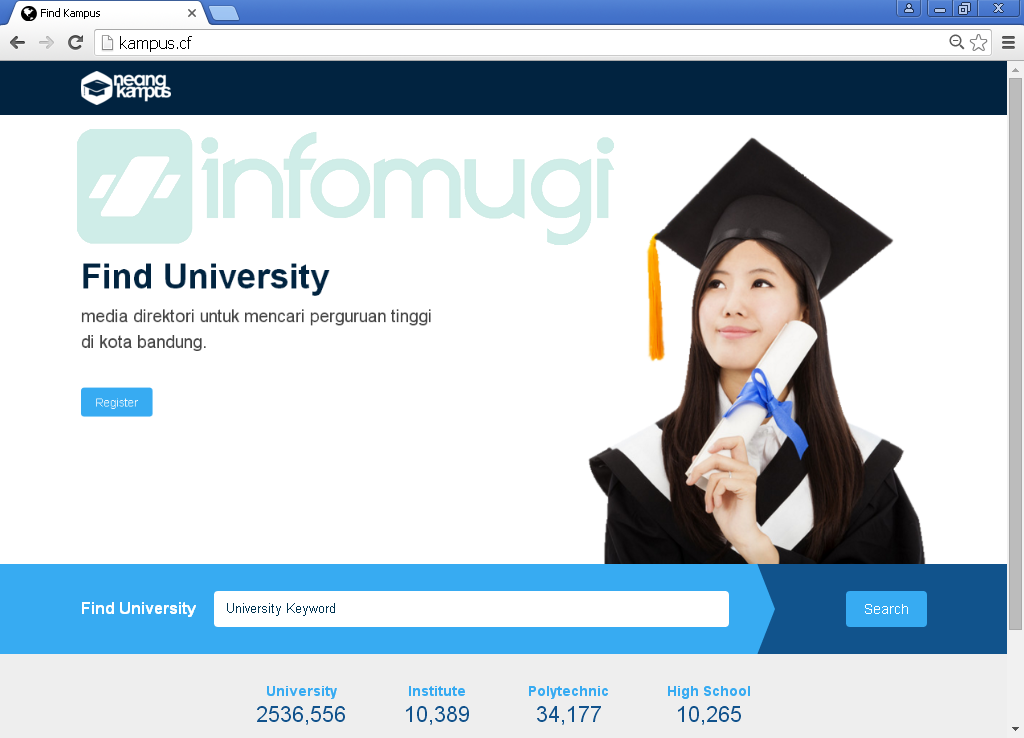 Find Kampus
kampus.cf
neang
kampus
infomugi
Find University
media direktori untuk mencari perguruan tinggi
di kota bandung.
Register
Find University
University Keyword
Search
University Institute Polytechnic High School
2536,556 10,389 34,177 10,265